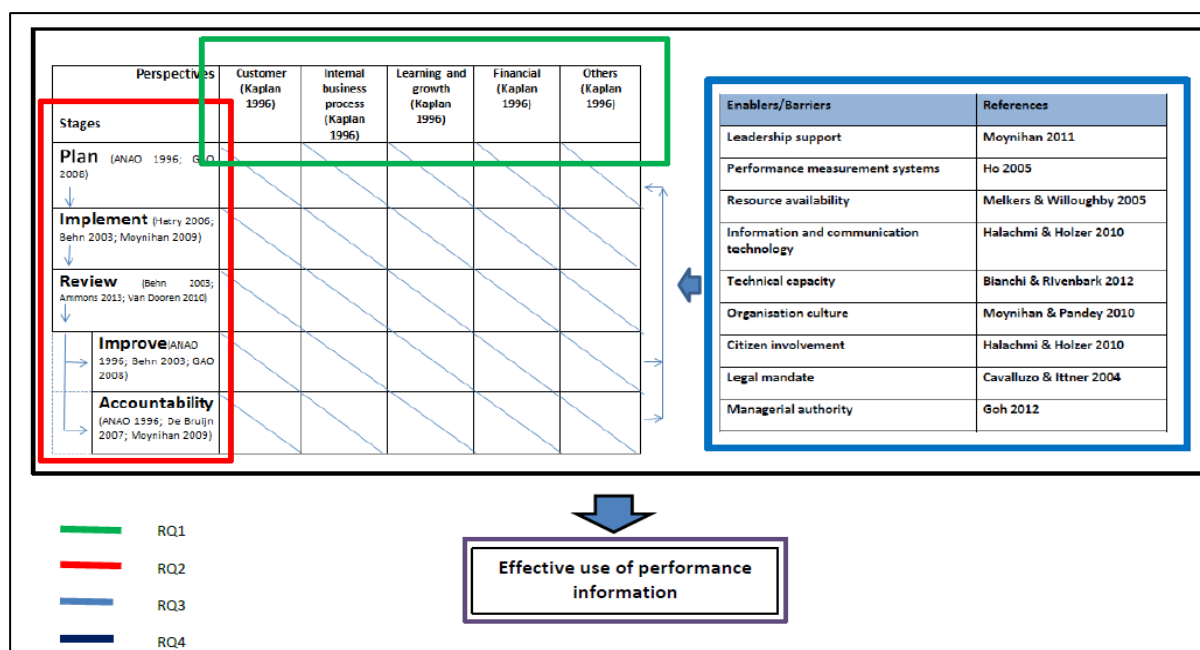 Perspectives
Stages
Customer
(Kaplan
1996)
Internal
business
process
(Kaplan
1996)
Learning and
growth
(Kaplan
1996)
Financial
(Kaplan
1996)
Others
(Kaplan
1996)
Plan (ANAO 1996; GAO
2008)
Implement (Hatry 2006;
Behn 2003; Moynihan 2009)
Review (Behn 2003;
Ammons 2013; Van Dooren 2010)
Improve(ANAO
1996; Behn 2003; GAO
2008)
Accountability
(ANAO 1996; De Bruijn
2007; Moynihan 2009)
Enablers/Barriers References
Leadership support Moynihan 2011
Performance measurement systems Ho 2005
Resource availability Melkers & Willoughby 2005
Information and communication
technology Halachmi & Holzer 2010
Technical capacity Bianchi & Rivenbark 2012
Organisation culture Moynihan & Pandey 2010
Citizen involvement Halachmi & Holzer 2010
Legal mandate Cavalluzo & Ittner 2004
Managerial authority Goh 2012
RQ1
RQ2
RQ3
RQ4
Effective use of performance
information